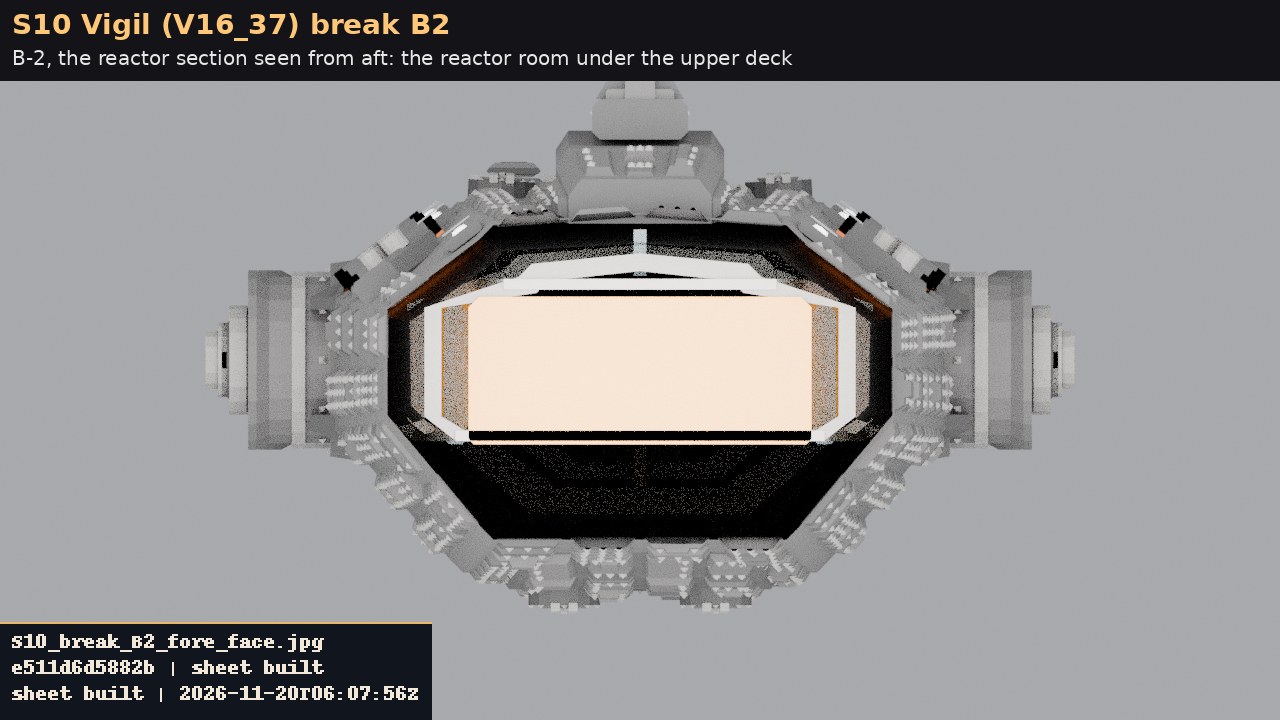 S10 Vigil (V16_37) break B2
B-2, the reactor section seen from aft: the reactor room under the upper deck
S10_break_B2_fore_face.jpg
e511d6d5882b | sheet built
sheet built | 2026-11-20T06:07:56Z